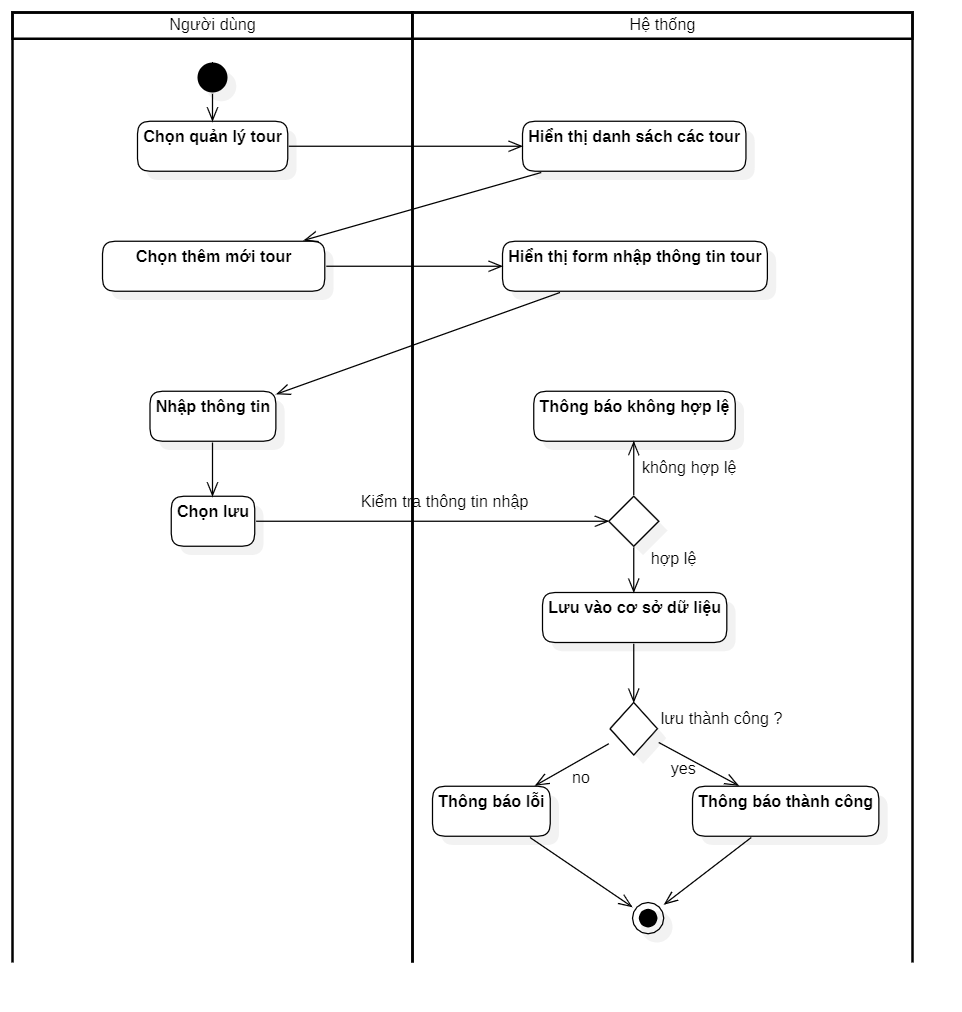 Người dùng
Hệ thống
Chọn quản lý tour
Hiển thị danh sách các tour
Chọn thêm mới tour
Hiển thị form nhập thông tin tour
Nhập thông tin
Thông báo không hợp lệ
không hợp lệ
Kiểm tra thông tin nhập
Chọn lưu
hợp lệ
Lưu vào cơ sở dữ liệu
lưu thành công ?
no
yes
Thông báo lỗi
Thông báo thành công